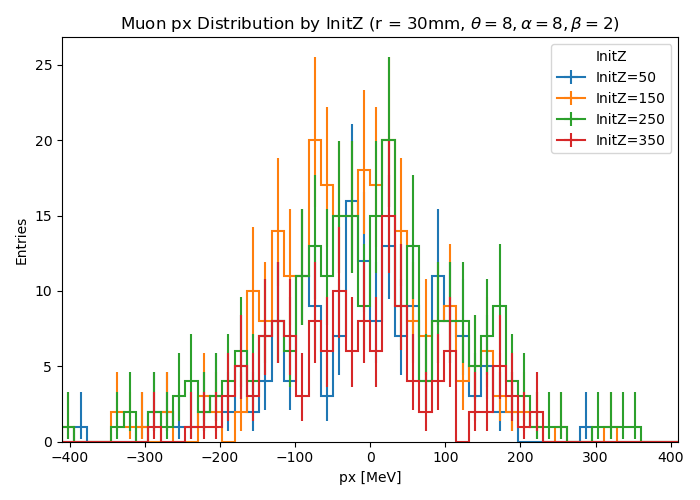 Muon px Distribution by InitZ (r = 30mm, θ = 8, α = 8, β = 2)
InitZ
InitZ=50
InitZ=150
InitZ=250
InitZ=350
Entries
25
20
15
10
5
0
−400 −300 −200 −100 0 100 200 300 400
px [MeV]